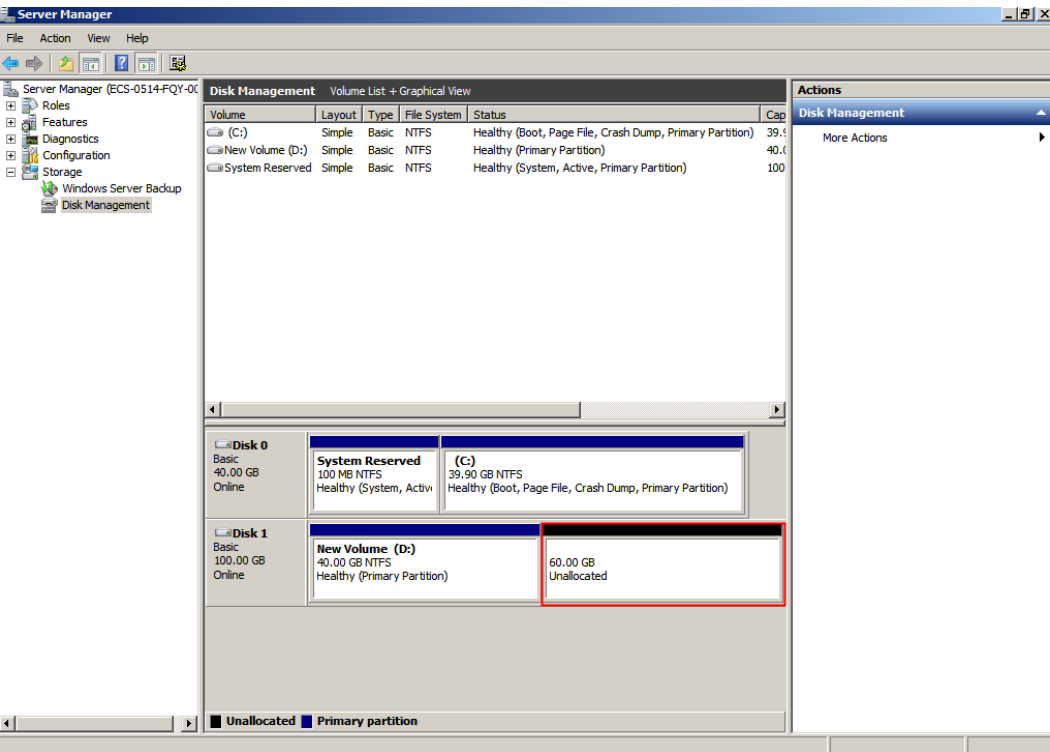 Server Manager
File Action View Help
Server Manager (ECS-0514-FQY-00
Roles
Features
Diagnostics
Configuration
Storage
Windows Server Backup
Disk Management
Disk Management Volume List + Graphical View
Volume Layout Type File System Status Cap
(C:) Simple Basic NTFS Healthy (Boot, Page File, Crash Dump, Primary Partition) 39.9
New Volume (D:) Simple Basic NTFS Healthy (Primary Partition) 40.0
System Reserved Simple Basic NTFS Healthy (System, Active, Primary Partition) 100
Disk 0
Basic
40.00 GB
Online
System Reserved
100 MB NTFS
Healthy (System, Activ
(C:)
39.90 GB NTFS
Healthy (Boot, Page File, Crash Dump, Primary Partition)
Disk 1
Basic
100.00 GB
Online
New Volume (D:)
40.00 GB NTFS
Healthy (Primary Partition)
60.00 GB
Unallocated
Unallocated Primary partition
Actions
Disk Management
More Actions